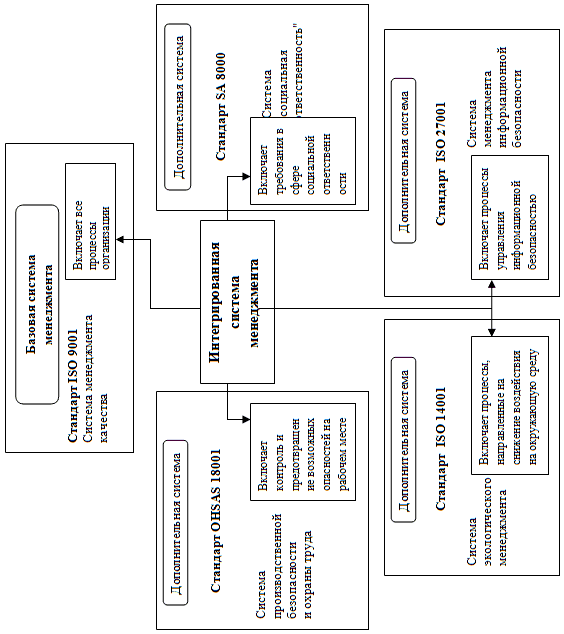 Базовая система
менеджмента
Стандарт ISO 9001
Система менеджмента
качества
Включает все
процессы
организации
Дополнительная система
Стандарт OHSAS 18001
Система
производственной
безопасности
и охраны труда
Включает
контроль и
предотвращен
ие возможных
опасностей на
рабочем месте
Интегрированная
система
менеджмента
Дополнительная система
Стандарт SA 8000
Включает
требования в
сфере
социальной
ответственн
ости
Система
социальная
ответственность"
Дополнительная система
Стандарт ISO 14001
Система
экологического
менеджмента
Включает процессы,
направленные на
снижение воздействия
на окружающую среду
Дополнительная система
Стандарт ISO 27001
Включает процессы
управления
информационной
безопасностью
Система
менеджмента
информационной
безопасности